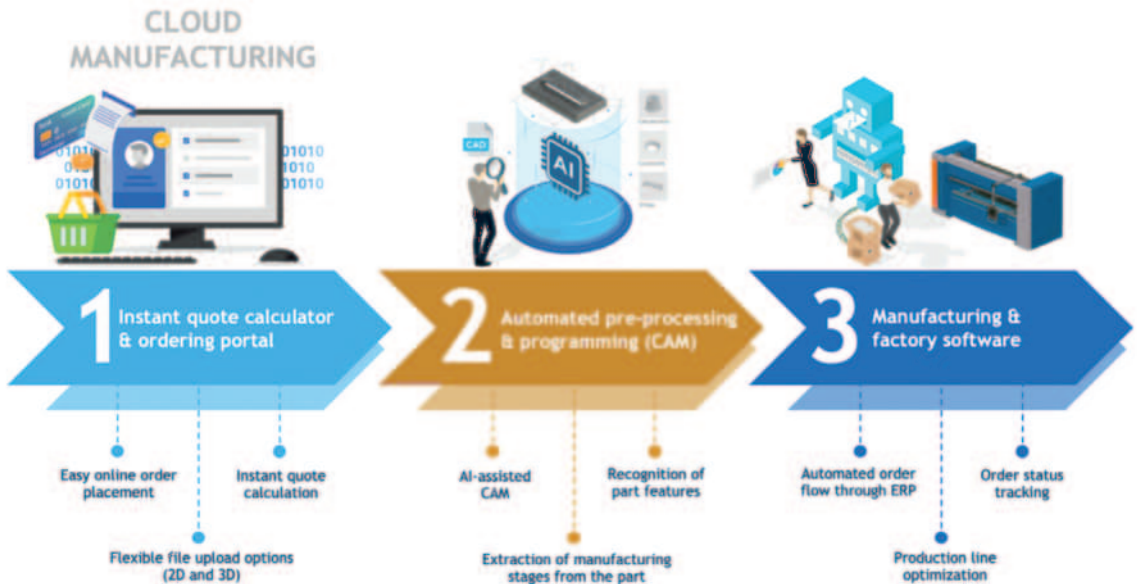 CLOUD
MANUFACTURING
01010
01010
CAD
AI
1
Instant quote calculator
& ordering portal
2
Automated pre-processing
& programming (CAM)
3
Manufacturing &
factory software
Easy online order
placement
Instant quote
calculation
Flexible file upload options
(2D and 3D)
AI-assisted
CAM
Recognition of
part features
Extraction of manufacturing
stages from the part
Automated order
flow through ERP
Order status
tracking
Production line
optimization